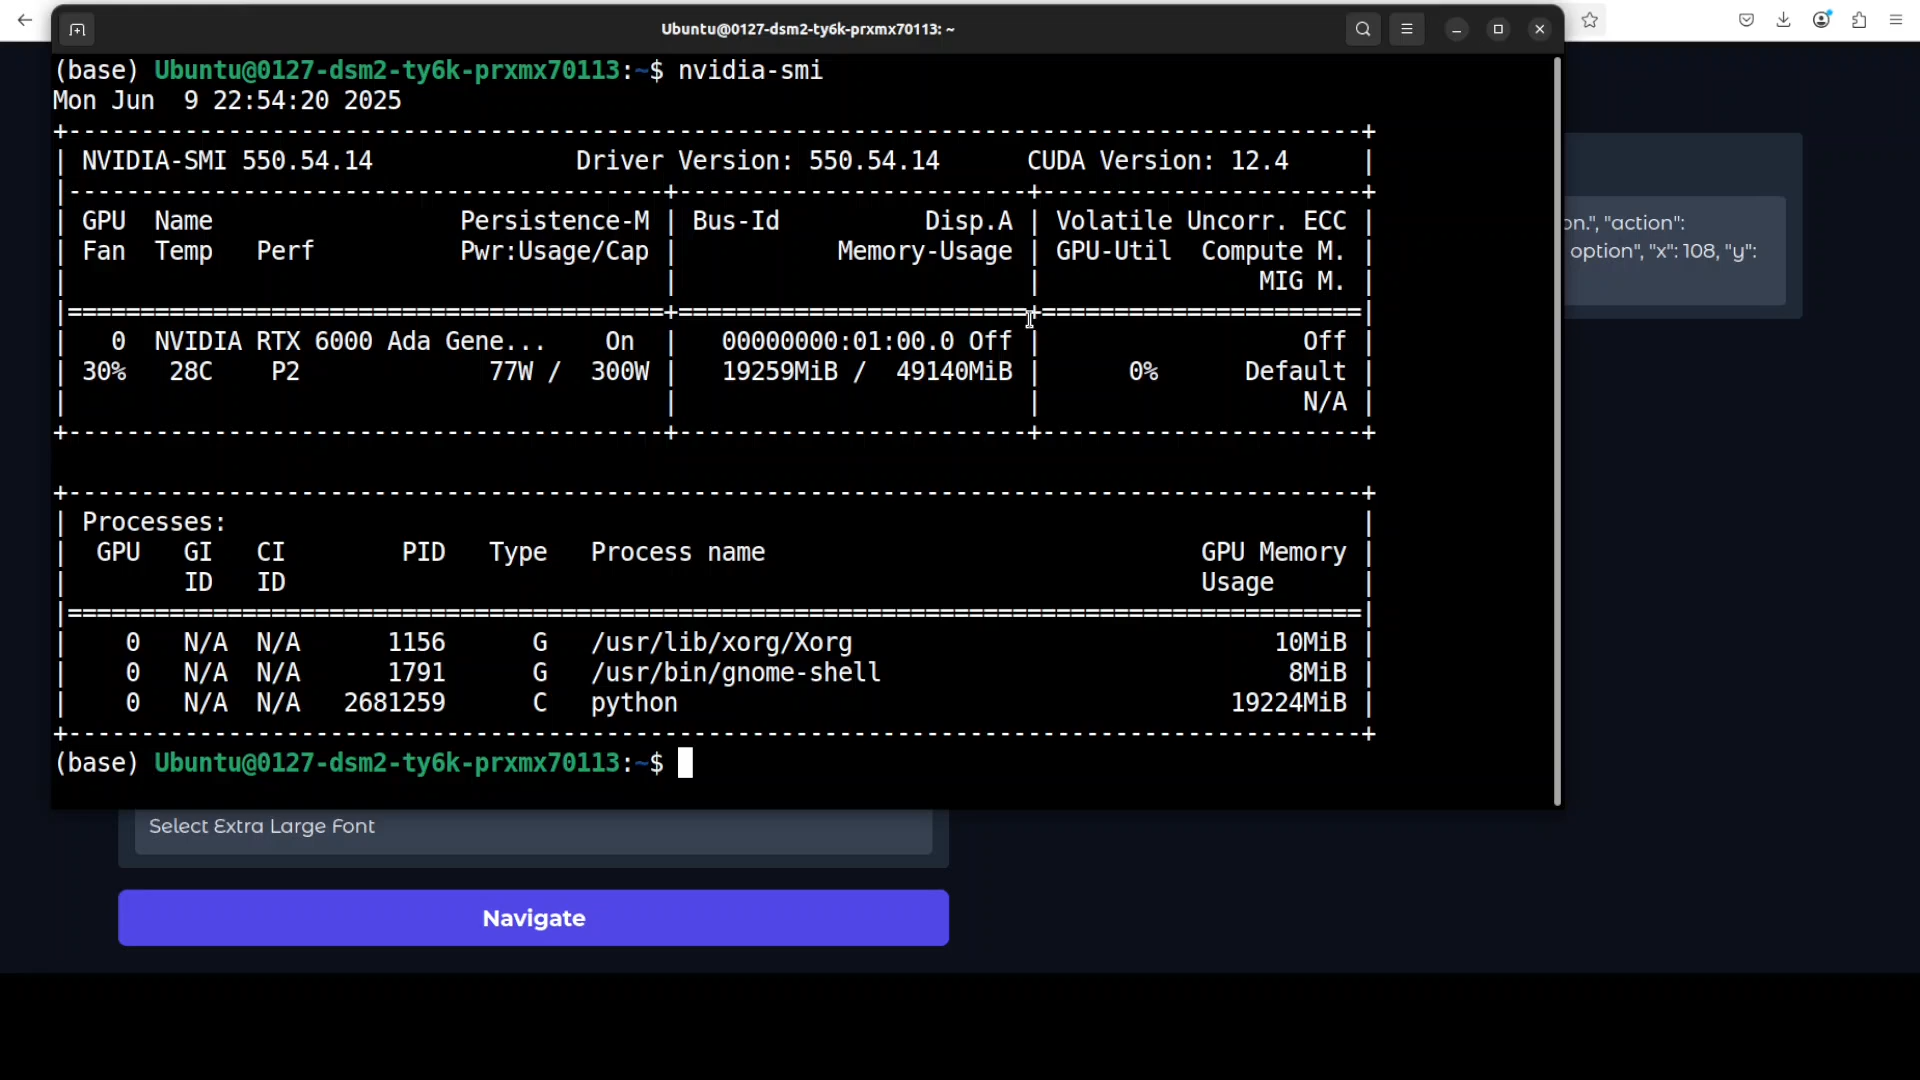 Ubuntu@0127-dsm2-ty6k-prxmx70113: ~
(base) Ubuntu@0127-dsm2-ty6k-prxmx70113:~$ nvidia-smi
Mon Jun  9 22:54:20 2025
+-----------------------------------------------------------------------------------------+
| NVIDIA-SMI 550.54.14              Driver Version: 550.54.14      CUDA Version: 12.4     |
|-----------------------------------------+------------------------+----------------------+
| GPU  Name                 Persistence-M | Bus-Id          Disp.A | Volatile Uncorr. ECC |
| Fan  Temp   Perf          Pwr:Usage/Cap |           Memory-Usage | GPU-Util  Compute M. |
|                                         |                        |               MIG M. |
|=========================================+========================+======================|
|   0  NVIDIA RTX 6000 Ada Gene...    On  |   00000000:01:00.0 Off |                  Off |
| 30%   28C    P2             77W /  300W |   19259MiB /  49140MiB |     0%      Default |
|                                         |                        |                  N/A |
+-----------------------------------------+------------------------+----------------------+
+-----------------------------------------------------------------------------------------+
| Processes:                                                                              |
|  GPU   GI   CI        PID   Type   Process name                              GPU Memory |
|        ID   ID                                                               Usage      |
|=========================================================================================|
|    0   N/A  N/A      1156      G   /usr/lib/xorg/Xorg                             10MiB |
|    0   N/A  N/A      1791      G   /usr/bin/gnome-shell                            8MiB |
|    0   N/A  N/A   2681259      C   python                                      19224MiB |
+-----------------------------------------------------------------------------------------+
(base) Ubuntu@0127-dsm2-ty6k-prxmx70113:~$
on.", "action":
option", "x": 108, "y":
Select Extra Large Font
Navigate